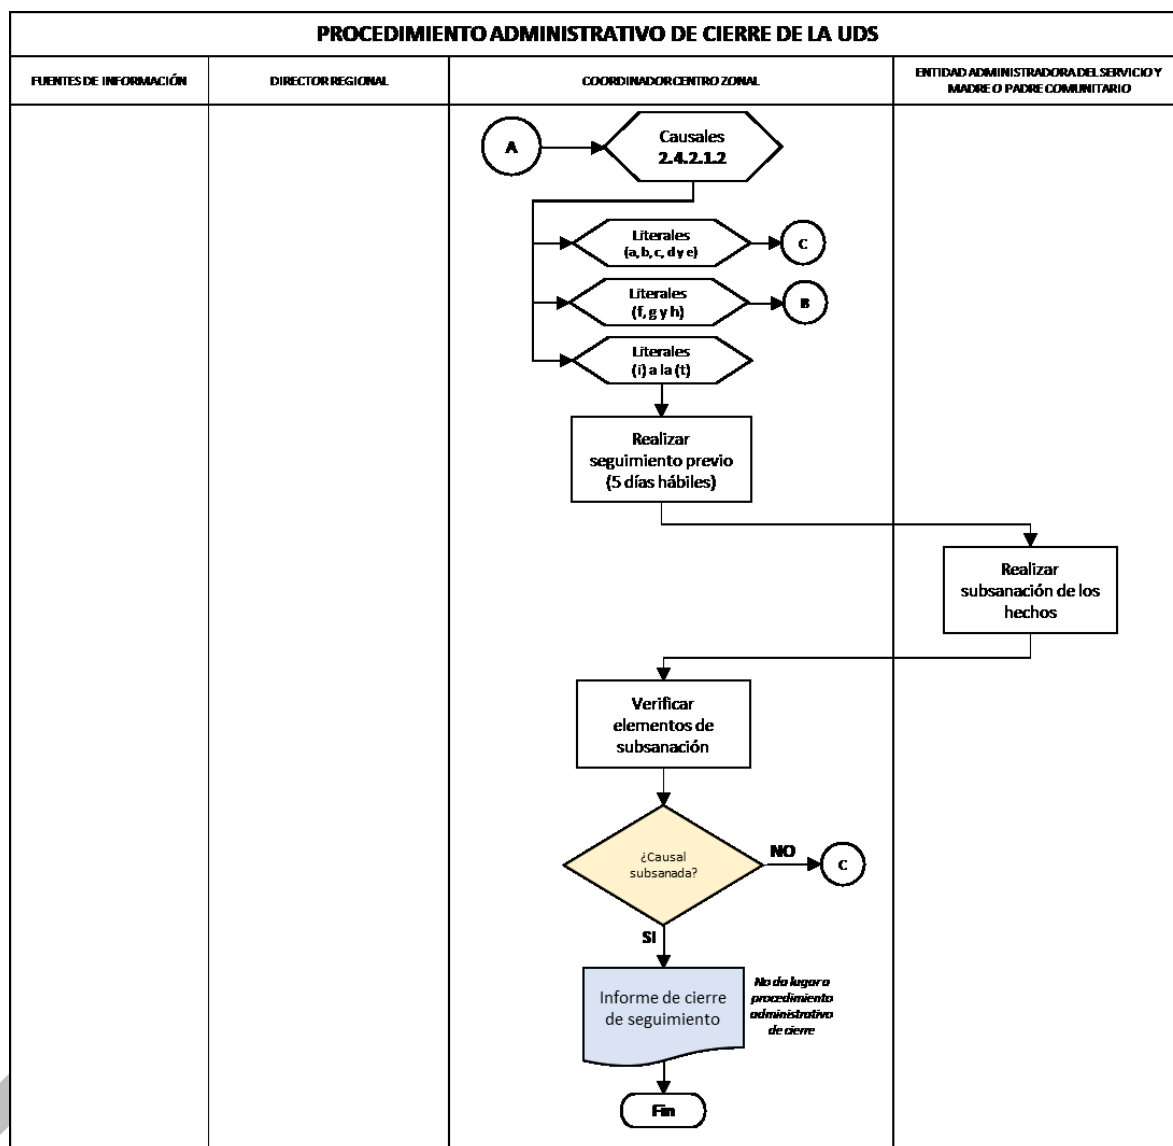 PROCEDIMIENTO ADMINISTRATIVO DE CIERRE DE LA UDS
FUENTES DE INFORMACIÓN
DIRECTOR REGIONAL
COORDINADOR CENTRO ZONAL
ENTIDAD ADMINISTRADORA DEL SERVICIO Y
MADRE O PADRE COMUNITARIO
A
Causales
2.4.2.1.2
Literales
(a, b, c, d y e)
C
Literales
(f, g y h)
B
Literales
(i) a la (t)
Realizar
seguimiento previo
(5 días hábiles)
Realizar
subsanación de los
hechos
Verificar
elementos de
subsanación
¿Causal
subsanada?
NO
C
SI
Informe de cierre
de seguimiento
No da lugar a
procedimiento
administrativo
de cierre
Fin